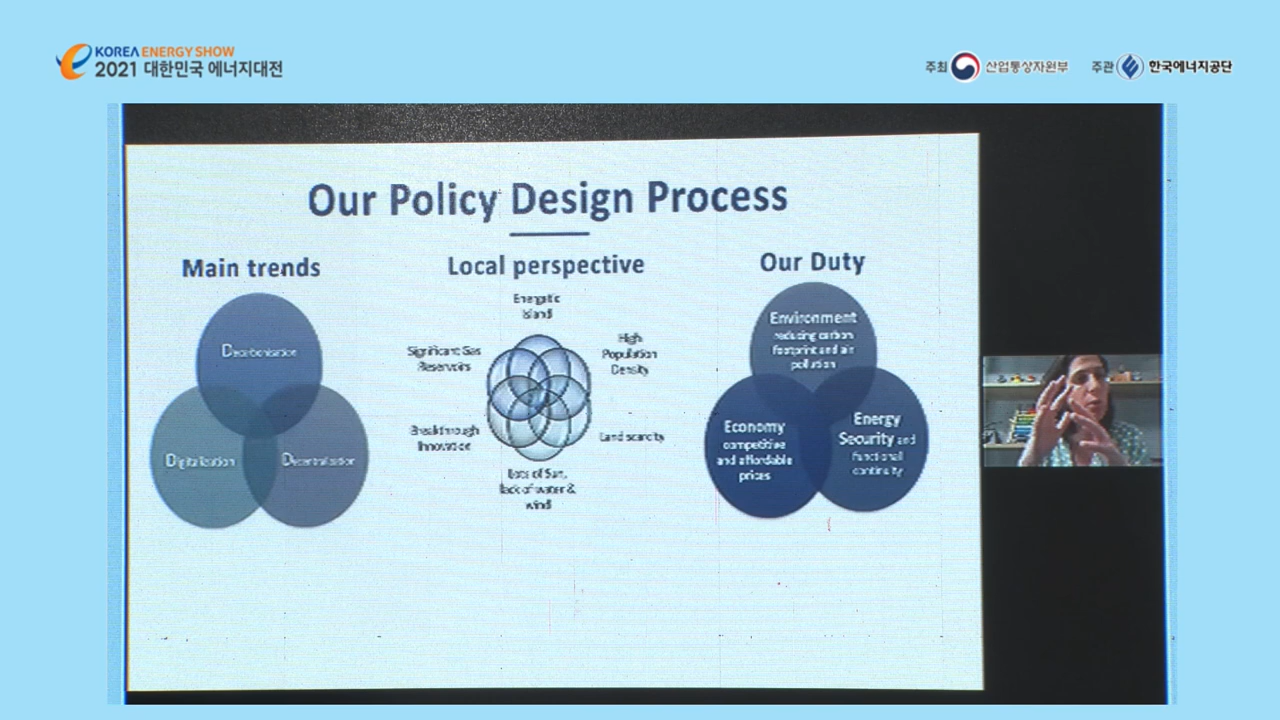 KOREA ENERGY SHOW
2021 대한민국 에너지대전
주최 산업통상자원부
주관 한국에너지공단
Our Policy Design Process
Main trends
Decarbonisation
Digitalization
Decentralization
Local perspective
Energetic
Island
High
Population
Density
Land scarcity
Lots of Sun,
lack of water &
wind
Breakthrough
Innovation
Significant Gas
Reservoirs
Our Duty
Environment
reducing carbon
footprint and air
pollution
Economy
competitive
and affordable
prices
Energy
Security and
functional
continuity